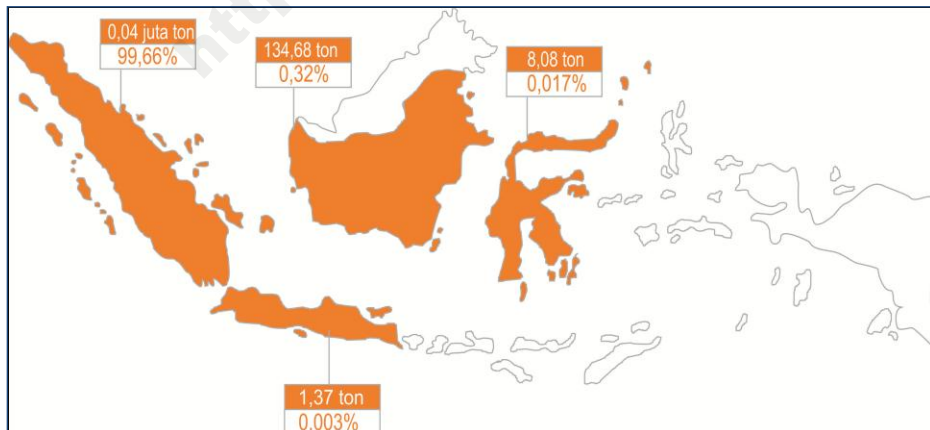 0,04 juta ton
99,66%
134,68 ton
0,32%
8,08 ton
0,017%
1,37 ton
0,003%
http